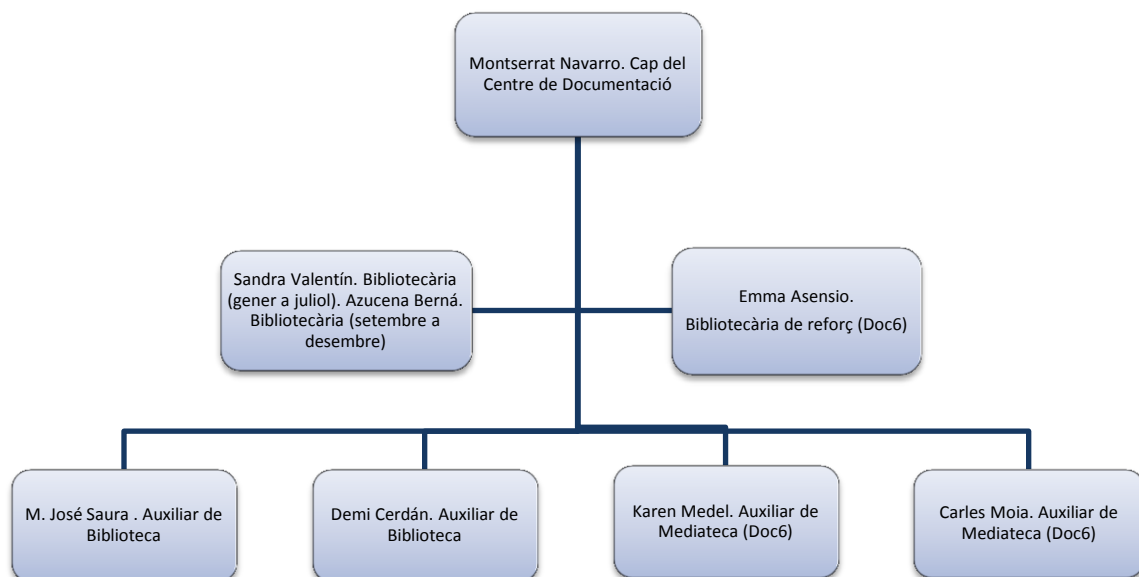 Montserrat Navarro. Cap del
Centre de Documentació
Sandra Valentín. Bibliotecària
(gener a juliol). Azucena Berná.
Bibliotecària (setembre a
desembre)
Emma Asensio.
Bibliotecària de reforç (Doc6)
M. José Saura . Auxiliar de
Biblioteca
Demi Cerdán. Auxiliar de
Biblioteca
Karen Medel. Auxiliar de
Mediateca (Doc6)
Carles Moia. Auxiliar de
Mediateca (Doc6)